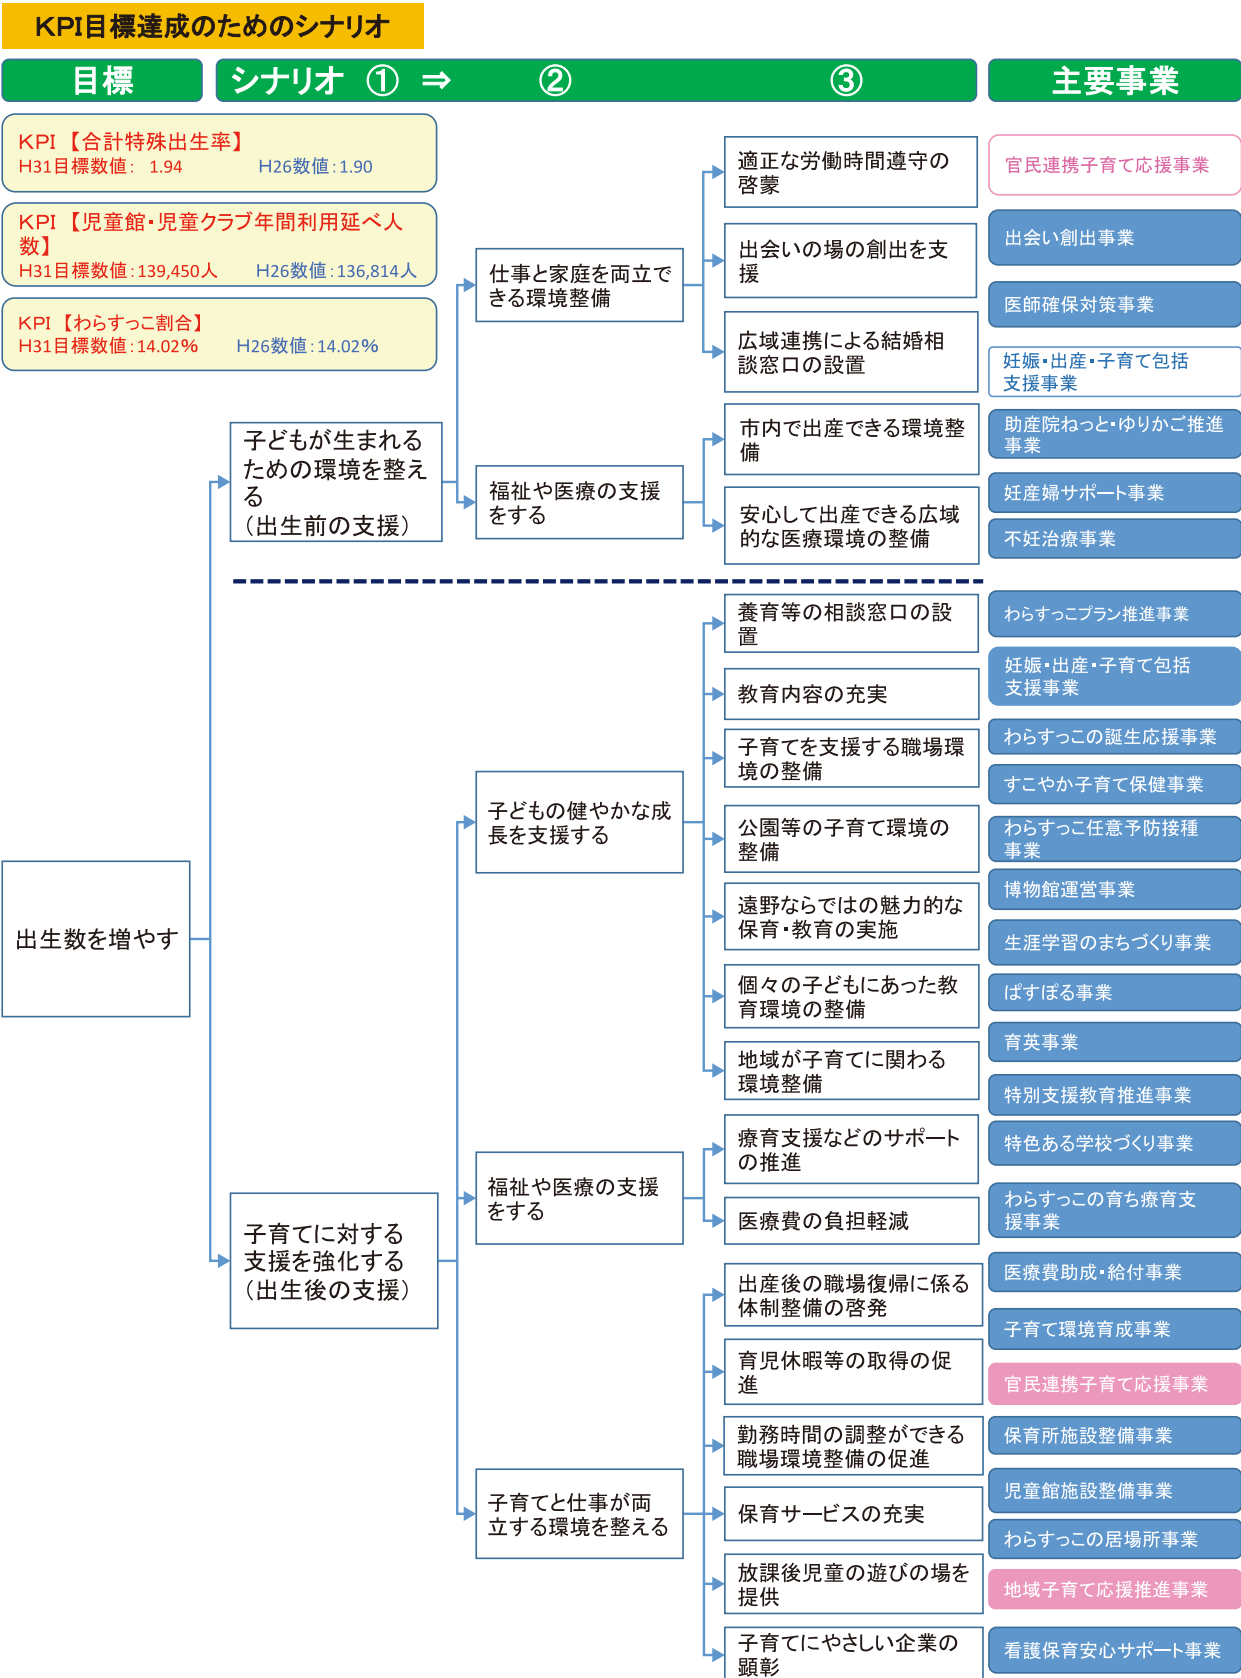 KPI目標達成のためのシナリオ
目標
シナリオ ① ⇒ ② ③
主要事業
KPI【合計特殊出生率】
H31目標数値： 1.94 H26数値：1.90
KPI【児童館・児童クラブ年間利用延べ人
数】
H31目標数値：139,450人 H26数値：136,814人
KPI【わらすっこ割合】
H31目標数値：14.02% H26数値：14.02%
出生数を増やす
子どもが生まれる
ための環境を整え
る
（出生前の支援）
仕事と家庭を両立で
きる環境整備
適正な労働時間遵守の
啓蒙
出会いの場の創出を支
援
広域連携による結婚相
談窓口の設置
福祉や医療の支援
をする
市内で出産できる環境整
備
安心して出産できる広域
的な医療環境の整備
子育てに対する
支援を強化する
（出生後の支援）
子どもの健やかな成
長を支援する
養育等の相談窓口の設
置
教育内容の充実
子育てを支援する職場環
境の整備
公園等の子育て環境の
整備
遠野ならではの魅力的な
保育・教育の実施
個々の子どもにあった教
育環境の整備
地域が子育てに関わる
環境整備
福祉や医療の支援
をする
療育支援などのサポート
の推進
医療費の負担軽減
子育てと仕事が両
立する環境を整える
出産後の職場復帰に係る
体制整備の啓発
育児休暇等の取得の促
進
勤務時間の調整ができる
職場環境整備の促進
保育サービスの充実
放課後児童の遊びの場を
提供
子育てにやさしい企業の
顕彰
官民連携子育て応援事業
出会い創出事業
医師確保対策事業
妊娠・出産・子育て包括
支援事業
助産院ねっと・ゆりかご推進
事業
妊産婦サポート事業
不妊治療事業
わらすっこプラン推進事業
妊娠・出産・子育て包括
支援事業
わらすっこの誕生応援事業
すこやか子育て保健事業
わらすっこ任意予防接種
事業
博物館運営事業
生涯学習のまちづくり事業
ぱすぽる事業
育英事業
特別支援教育推進事業
特色ある学校づくり事業
わらすっこの育ち療育支
援事業
医療費助成・給付事業
子育て環境育成事業
官民連携子育て応援事業
保育所施設整備事業
児童館施設整備事業
わらすっこの居場所事業
地域子育て応援推進事業
看護保育安心サポート事業